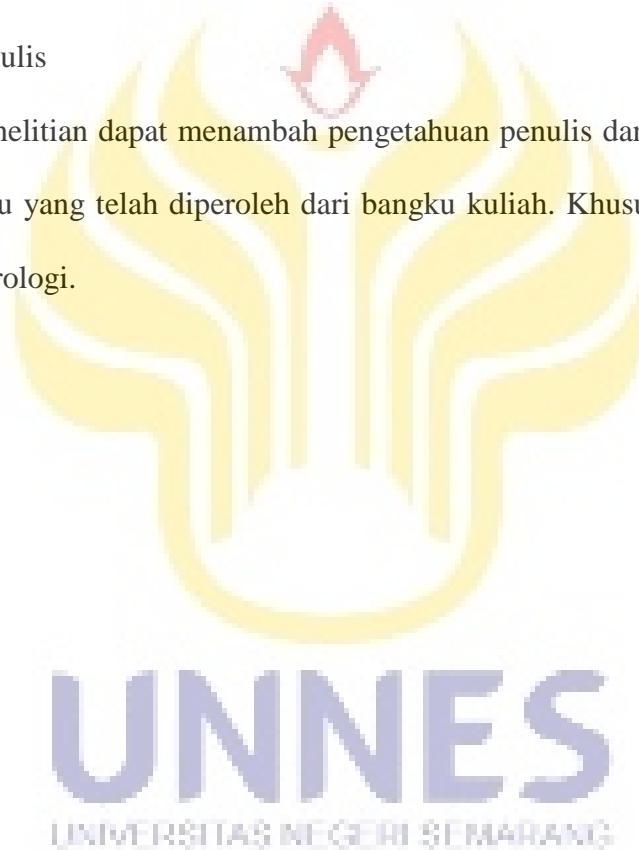 ulis
nelitian dapat menambah pengetahuan penulis dan
u yang telah diperoleh dari bangku kuliah. Khusu
rologi.
UNNES
UNIVERSITAS NEGERI SEMARANG